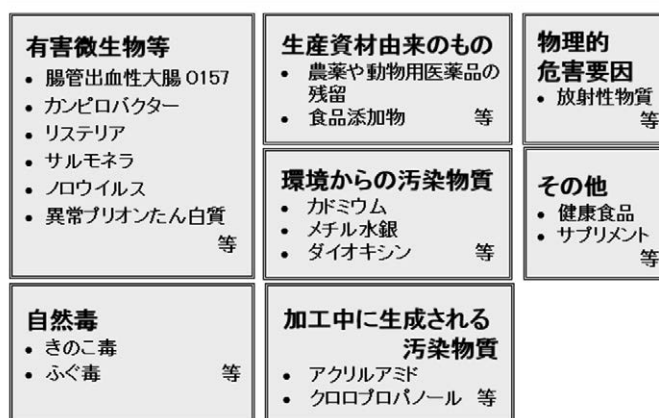 有害微生物等
• 腸管出血性大腸 O157
• カンピロバクター
• リステリア
• サルモネラ
• ノロウイルス
• 異常プリオンたん白質
等
生産資材由来のもの
• 農薬や動物用医薬品の
残留
• 食品添加物 等
物理的
危害要因
• 放射性物質
等
環境からの汚染物質
• カドミウム
• メチル水銀
• ダイオキシン 等
その他
• 健康食品
• サプリメント
等
自然毒
• きのこ毒
• ふぐ毒 等
加工中に生成される
汚染物質
• アクリルアミド
• クロロプロパノール 等